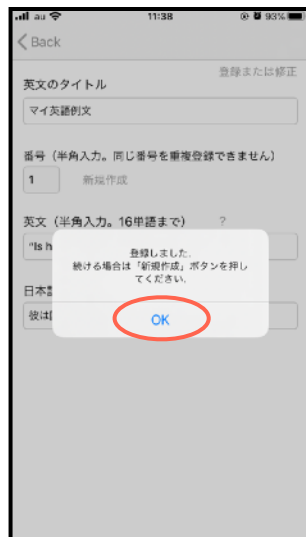 au 11:38 93%
Back
登録または修正
英文のタイトル
マイ英語例文
番号（半角入力。同じ番号を重複登録できません）
1 新規作成
英文（半角入力。16単語まで） ?
"Is h
登録しました.
続ける場合は「新規作成」ボタンを押し
てください.
日本
彼は
OK